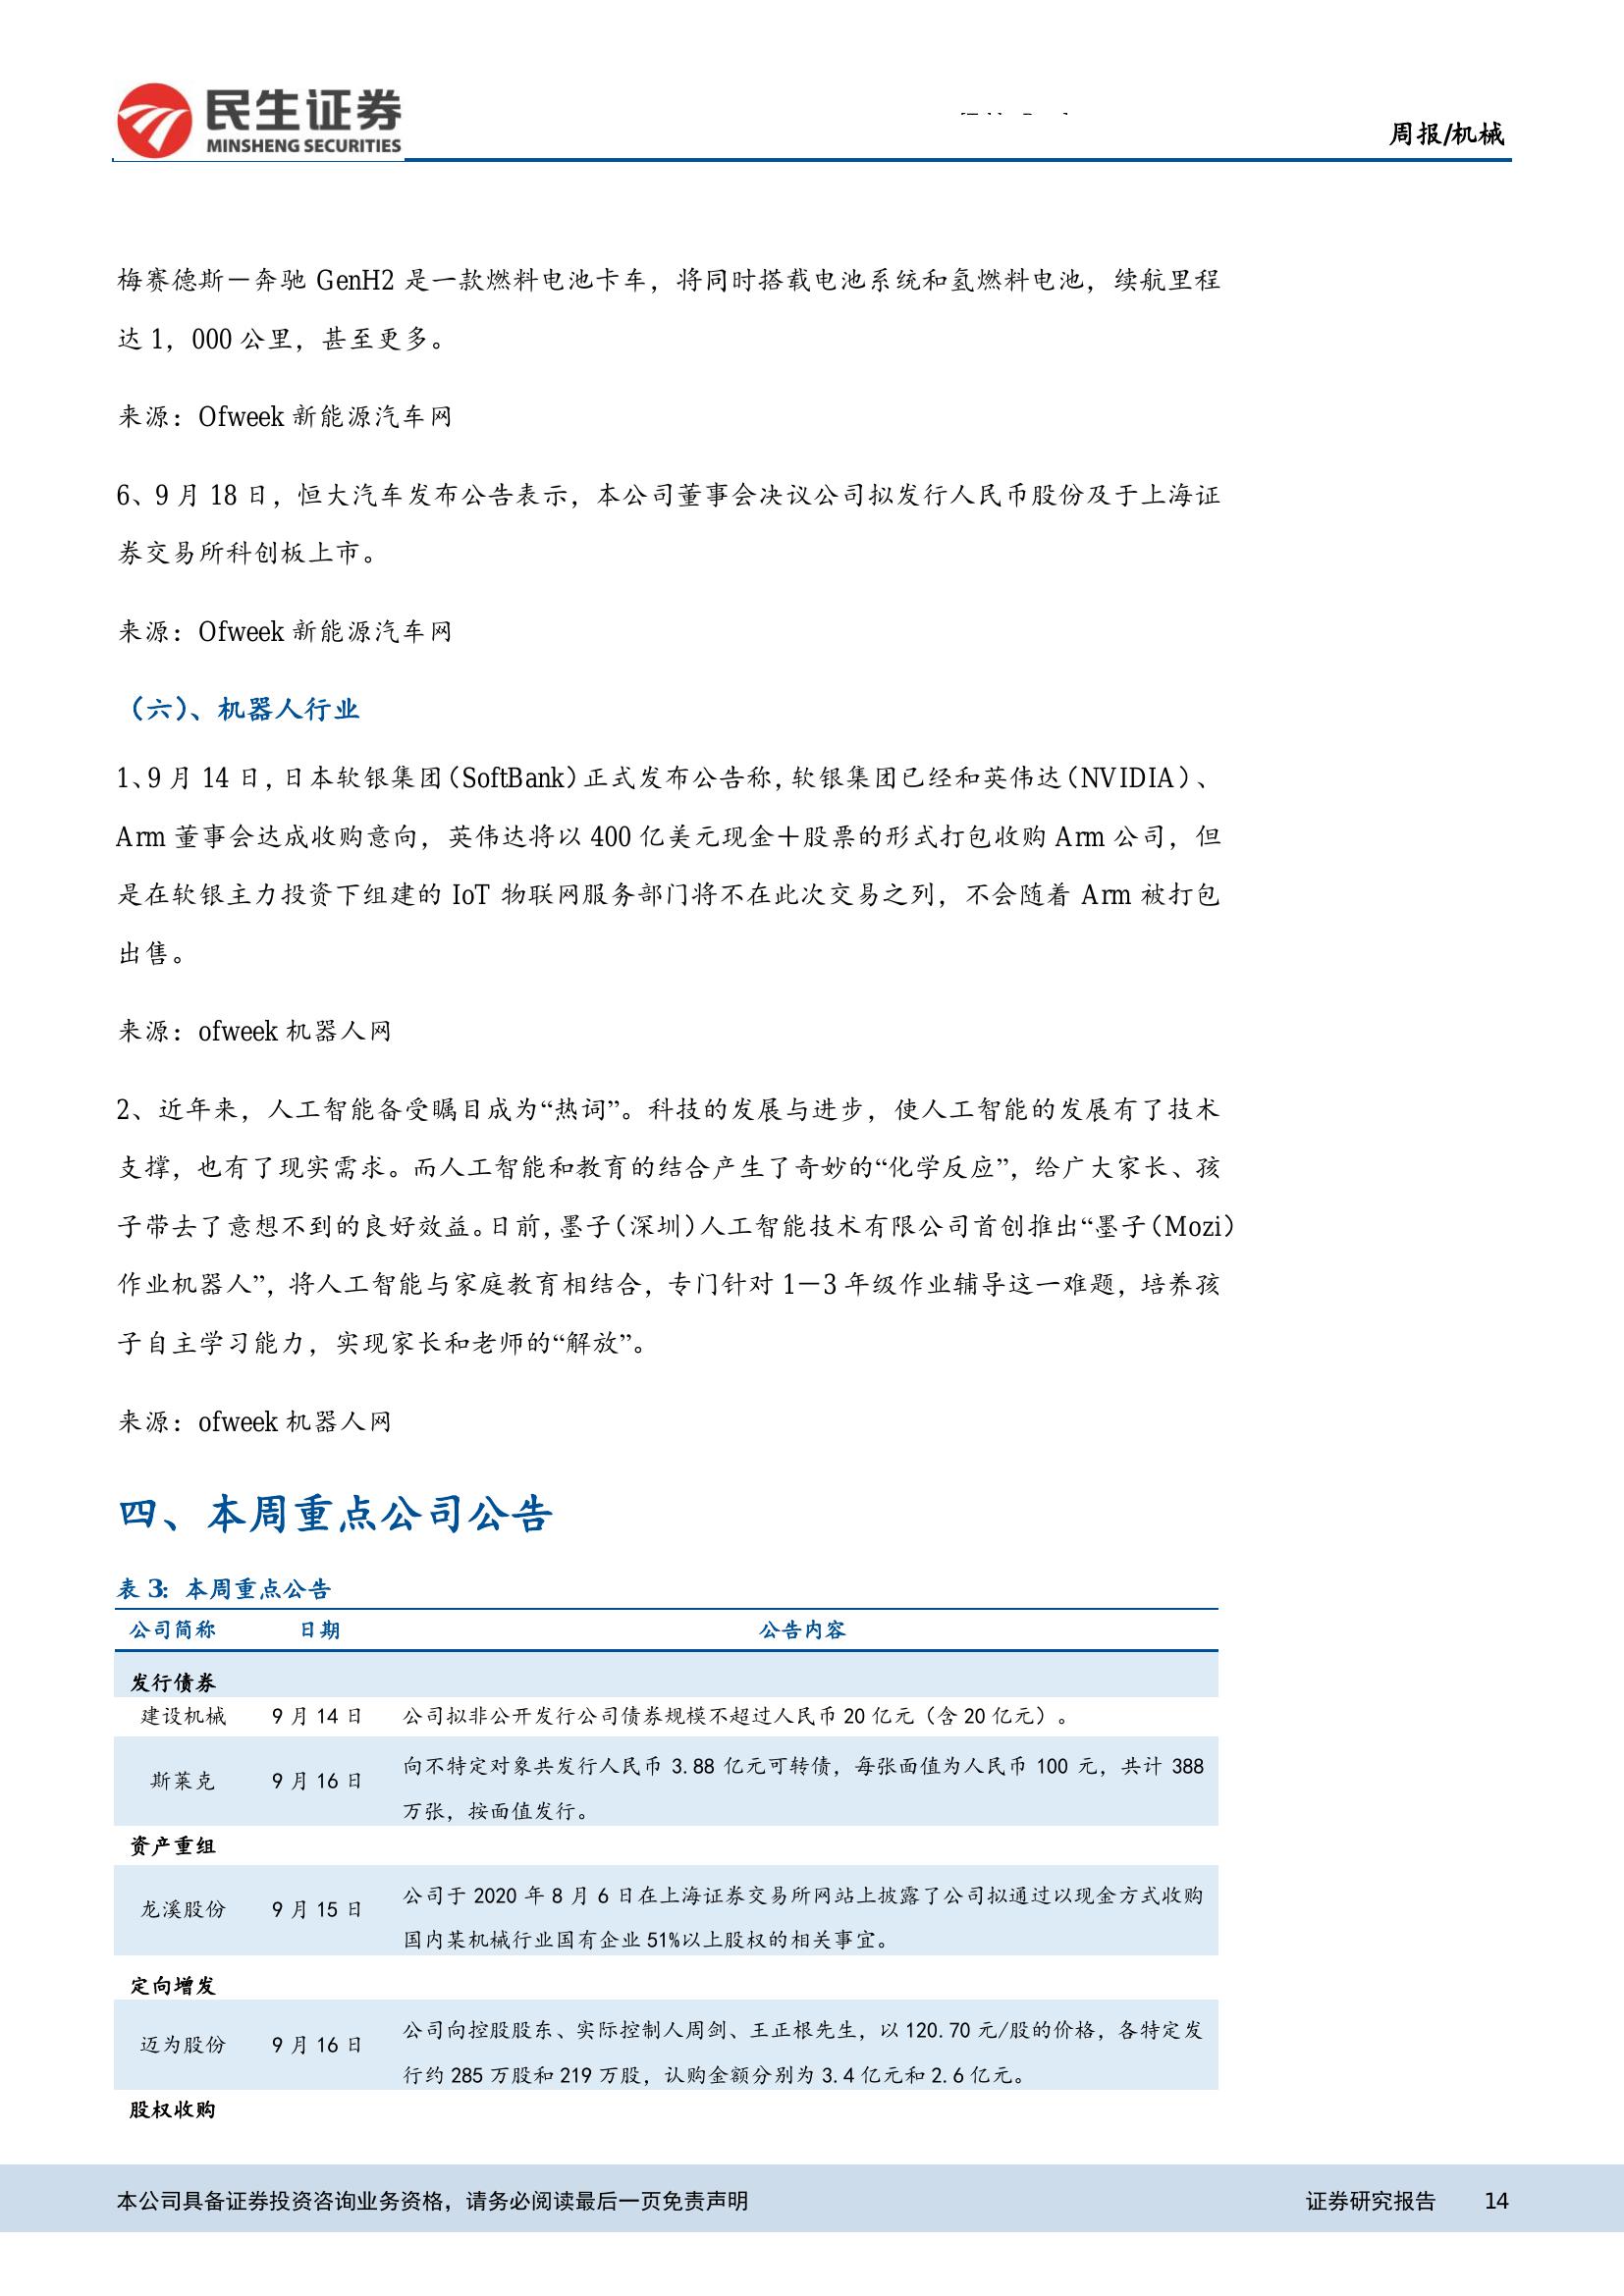 民生证券
MINSHENG SECURITIES
周报/机械
梅赛德斯－奔驰 GenH2 是一款燃料电池卡车，将同时搭载电池系统和氢燃料电池，续航里程
达 1，000 公里，甚至更多。
来源：Ofweek 新能源汽车网
6、9 月 18 日，恒大汽车发布公告表示，本公司董事会决议公司拟发行人民币股份及于上海证
券交易所科创板上市。
来源：Ofweek 新能源汽车网
（六）、机器人行业
1、9 月 14 日，日本软银集团（SoftBank）正式发布公告称，软银集团已经和英伟达（NVIDIA）、
Arm 董事会达成收购意向，英伟达将以 400 亿美元现金＋股票的形式打包收购 Arm 公司，但
是在软银主力投资下组建的 IoT 物联网服务部门将不在此次交易之列，不会随着 Arm 被打包
出售。
来源：ofweek 机器人网
2、近年来，人工智能备受瞩目成为“热词”。科技的发展与进步，使人工智能的发展有了技术
支撑，也有了现实需求。而人工智能和教育的结合产生了奇妙的“化学反应”，给广大家长、孩
子带去了意想不到的良好效益。日前，墨子（深圳）人工智能技术有限公司首创推出“墨子（Mozi）
作业机器人”，将人工智能与家庭教育相结合，专门针对 1－3 年级作业辅导这一难题，培养孩
子自主学习能力，实现家长和老师的“解放”。
来源：ofweek 机器人网
四、本周重点公司公告
表 3：本周重点公告
公司简称 日期 公告内容
发行债券
建设机械 9 月 14 日 公司拟非公开发行公司债券规模不超过人民币 20 亿元（含 20 亿元）。
斯莱克 9 月 16 日 向不特定对象共发行人民币 3.88 亿元可转债，每张面值为人民币 100 元，共计 388
万张，按面值发行。
资产重组
龙溪股份 9 月 15 日 公司于 2020 年 8 月 6 日在上海证券交易所网站上披露了公司拟通过以现金方式收购
国内某机械行业国有企业 51%以上股权的相关事宜。
定向增发
迈为股份 9 月 16 日 公司向控股股东、实际控制人周剑、王正根先生，以 120.70 元/股的价格，各特定发
行约 285 万股和 219 万股，认购金额分别为 3.4 亿元和 2.6 亿元。
股权收购
本公司具备证券投资咨询业务资格，请务必阅读最后一页免责声明 证券研究报告 14